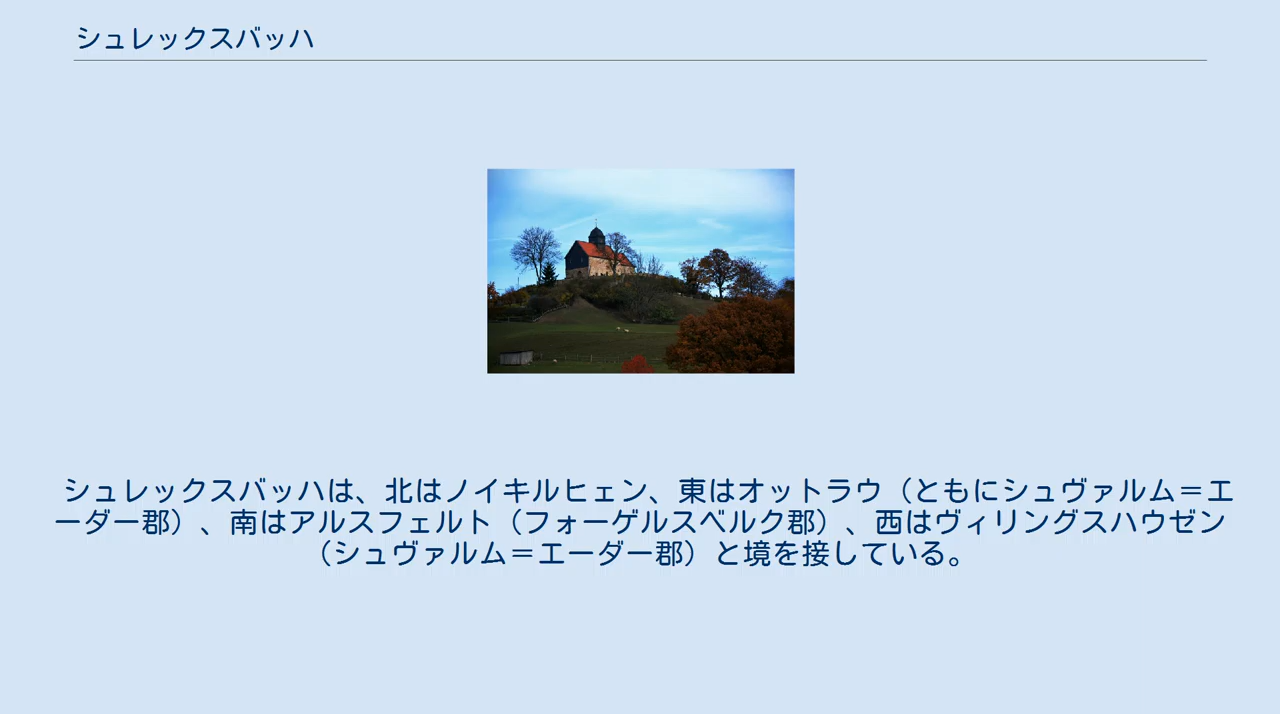 シュレックスバッハ
シュレックスバッハは、北はノイキルヒェン、東はオットラウ（ともにシュヴァルム＝エ
ーダー郡）、南はアルスフェルト（フォーゲルスベルク郡）、西はヴィリングスハウゼン
（シュヴァルム＝エーダー郡）と境を接している。